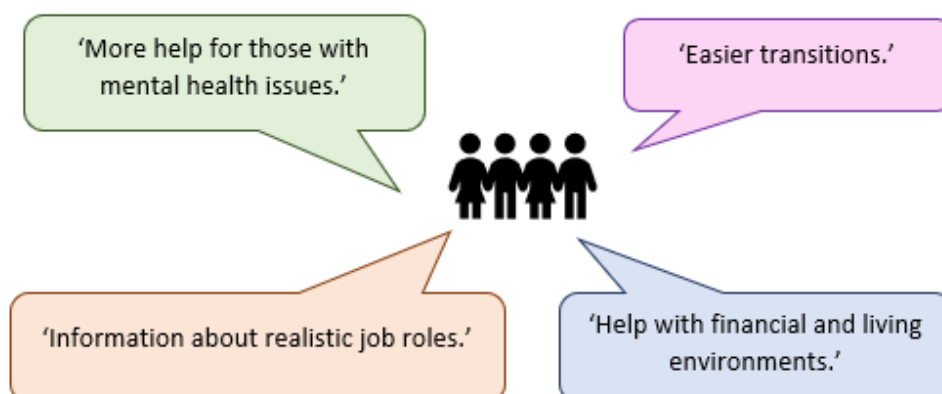 ‘More help for those with
mental health issues.’
‘Easier transitions.’
‘Information about realistic job roles.’
‘Help with financial and living
environments.’